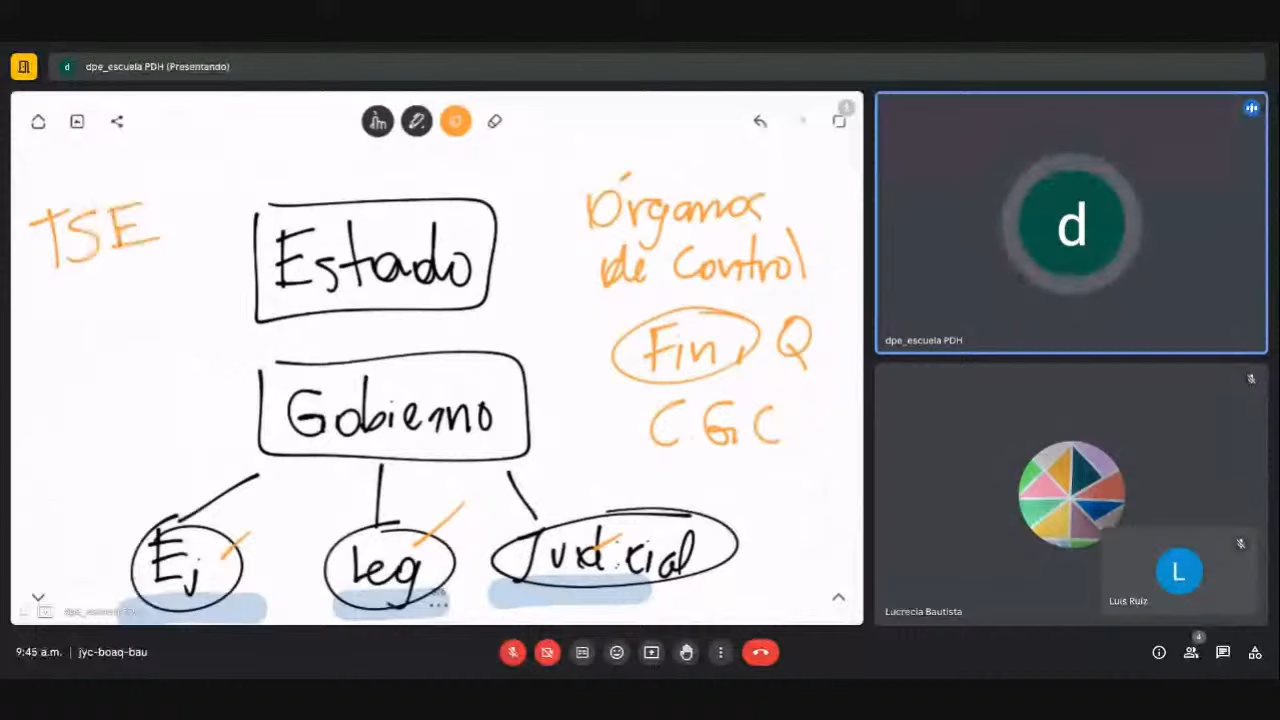 d dpe_escuela PDH (Presentando)
TSE
Estado
Órganos
de Control
Fin, Q
C G C
Gobierno
Ej
Leg
Judicial
d
dpe_escuela PDH
Lucrecia Bautista
L
Luis Ruiz
9:45 a.m. | jyc-boaq-bau
4